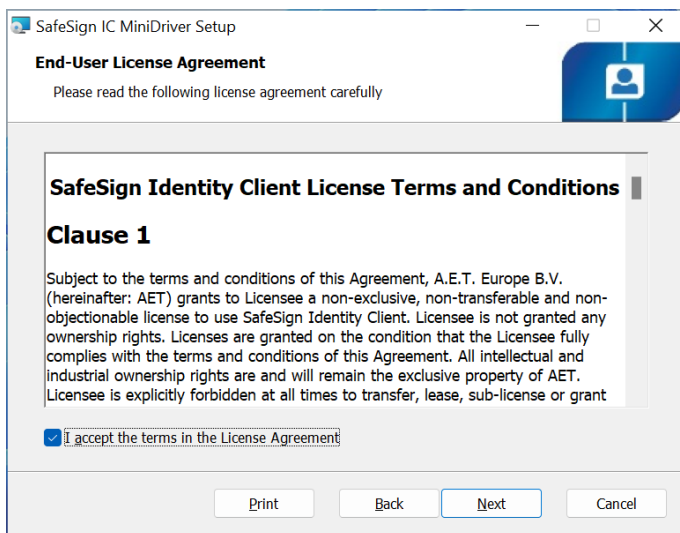 SafeSign IC MiniDriver Setup
End-User License Agreement
Please read the following license agreement carefully
SafeSign Identity Client License Terms and Conditions
Clause 1
Subject to the terms and conditions of this Agreement, A.E.T. Europe B.V.
(hereinafter: AET) grants to Licensee a non-exclusive, non-transferable and non-
objectionable license to use SafeSign Identity Client. Licensee is not granted any
ownership rights. Licenses are granted on the condition that the Licensee fully
complies with the terms and conditions of this Agreement. All intellectual and
industrial ownership rights are and will remain the exclusive property of AET.
Licensee is explicitly forbidden at all times to transfer, lease, sub-license or grant
I accept the terms in the License Agreement
Print Back Next Cancel